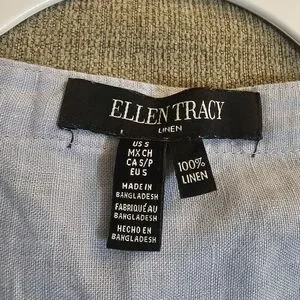 ELLEN TRACY
LINEN
US S
MX CH
CA S/P
EU S
MADE IN
BANGLADESH
FABRIQUÉ AU
BANGLADESH
HECHO EN
BANGLADESH
100%
LINEN